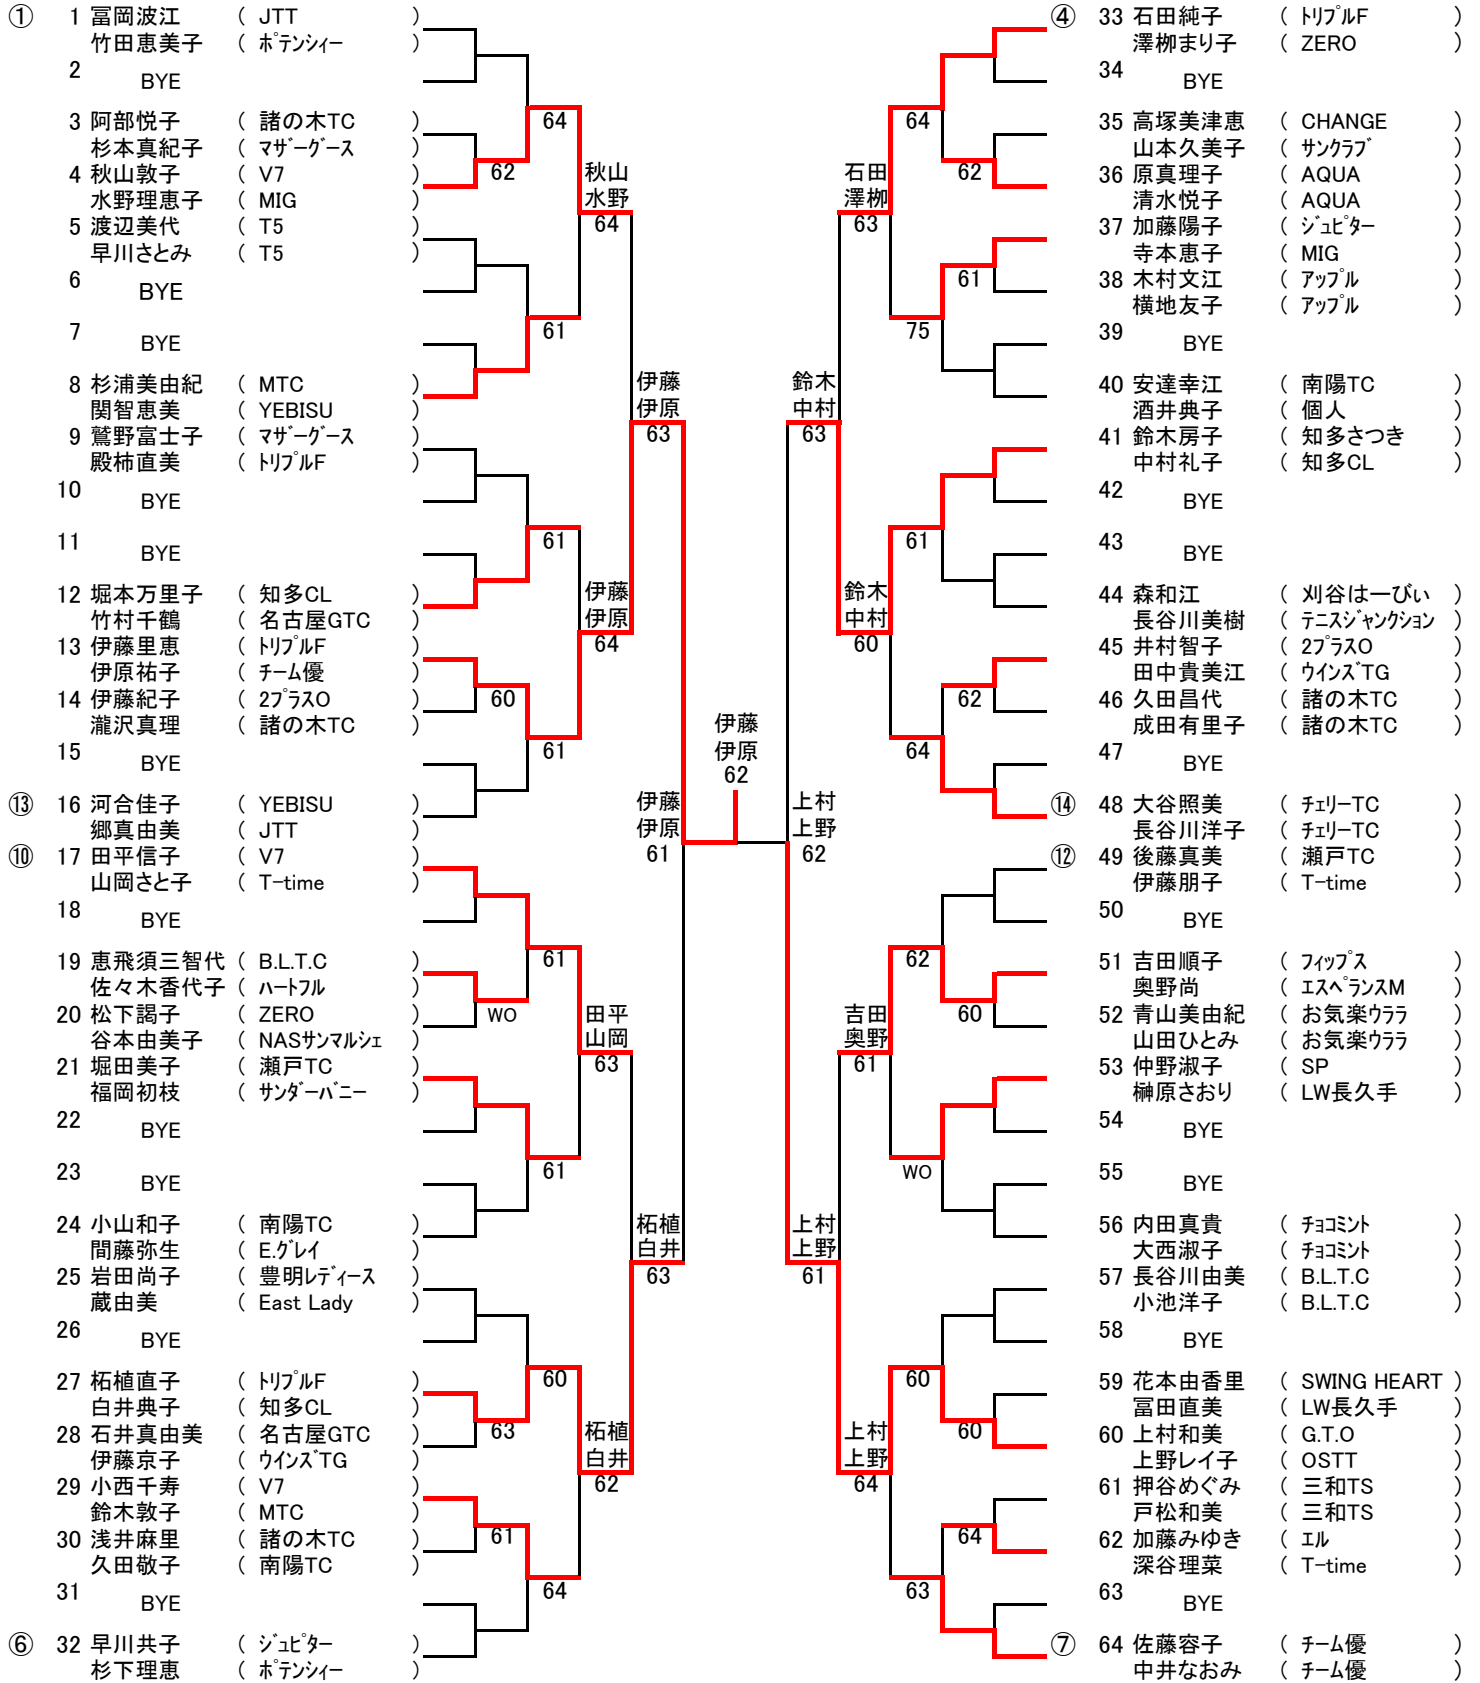 ① 1 冨岡波江 ( JTT )
竹田恵美子 ( ポテンシィー )
2 BYE
3 阿部悦子 ( 諸の木TC )
杉本真紀子 ( マザーグース )
4 秋山敦子 ( V7 )
水野理恵子 ( MIG )
5 渡辺美代 ( T5 )
早川さとみ ( T5 )
6 BYE
7 BYE
8 杉浦美由紀 ( MTC )
関智恵美 ( YEBISU )
9 鷲野富士子 ( マザーグース )
殿柿直美 ( トリプルF )
10 BYE
11 BYE
12 堀本万里子 ( 知多CL )
竹村千鶴 ( 名古屋GTC )
13 伊藤里恵 ( トリプルF )
伊原祐子 ( チーム優 )
14 伊藤紀子 ( 2プラスO )
瀧沢真理 ( 諸の木TC )
15 BYE
⑬ 16 河合佳子 ( YEBISU )
郷真由美 ( JTT )
⑩ 17 田平信子 ( V7 )
山岡さと子 ( T-time )
18 BYE
19 恵飛須三智代 ( B.L.T.C )
佐々木香代子 ( ハートフル )
20 松下謁子 ( ZERO )
谷本由美子 ( NASサンマルシェ )
21 堀田美子 ( 瀬戸TC )
福岡初枝 ( サンダーバニー )
22 BYE
23 BYE
24 小山和子 ( 南陽TC )
間藤弥生 ( E.グレイ )
25 岩田尚子 ( 豊明レディース )
蔵由美 ( East Lady )
26 BYE
27 柘植直子 ( トリプルF )
白井典子 ( 知多CL )
28 石井真由美 ( 名古屋GTC )
伊藤京子 ( ウインズTG )
29 小西千寿 ( V7 )
鈴木敦子 ( MTC )
30 浅井麻里 ( 諸の木TC )
久田敬子 ( 南陽TC )
31 BYE
⑥ 32 早川共子 ( ジュピター )
杉下理恵 ( ポテンシィー )
62
60
WO
63
61
64
61
61
61
61
61
60
64
秋山
水野
64
伊藤
伊原
64
田平
山岡
63
柘植
白井
62
伊藤
伊原
63
柘植
白井
63
伊藤
伊原
61
伊藤
伊原
62
上村
上野
62
鈴木
中村
63
上村
上野
61
石田
澤栁
63
鈴木
中村
60
吉田
奥野
61
上村
上野
64
64
75
61
64
62
WO
60
63
62
61
62
60
60
64
④ 33 石田純子 ( トリプルF )
澤栁まり子 ( ZERO )
34 BYE
35 高塚美津恵 ( CHANGE )
山本久美子 ( サンクラブ )
36 原真理子 ( AQUA )
清水悦子 ( AQUA )
37 加藤陽子 ( ジュピター )
寺本恵子 ( MIG )
38 木村文江 ( アップル )
横地友子 ( アップル )
39 BYE
40 安達幸江 ( 南陽TC )
酒井典子 ( 個人 )
41 鈴木房子 ( 知多さつき )
中村礼子 ( 知多CL )
42 BYE
43 BYE
44 森和江 ( 刈谷はーびぃ )
長谷川美樹 ( テニスジャンクション )
45 井村智子 ( 2プラスO )
田中貴美江 ( ウインズTG )
46 久田昌代 ( 諸の木TC )
成田有里子 ( 諸の木TC )
47 BYE
⑭ 48 大谷照美 ( チェリーTC )
長谷川洋子 ( チェリーTC )
⑫ 49 後藤真美 ( 瀬戸TC )
伊藤朋子 ( T-time )
50 BYE
51 吉田順子 ( フィップス )
奥野尚 ( エスペランスM )
52 青山美由紀 ( お気楽ウララ )
山田ひとみ ( お気楽ウララ )
53 仲野淑子 ( SP )
榊原さおり ( LW長久手 )
54 BYE
55 BYE
56 内田真貴 ( チョコミント )
大西淑子 ( チョコミント )
57 長谷川由美 ( B.L.T.C )
小池洋子 ( B.L.T.C )
58 BYE
59 花本由香里 ( SWING HEART )
冨田直美 ( LW長久手 )
60 上村和美 ( G.T.O )
上野レイ子 ( OSTT )
61 押谷めぐみ ( 三和TS )
戸松和美 ( 三和TS )
62 加藤みゆき ( エル )
深谷理菜 ( T-time )
63 BYE
⑦ 64 佐藤容子 ( チーム優 )
中井なおみ ( チーム優 )